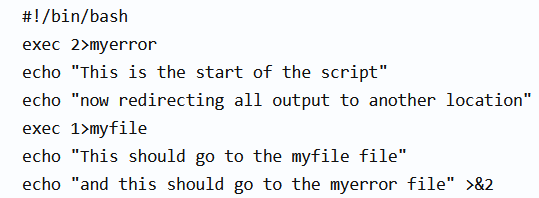 #!/bin/bash
exec 2>myerror
echo "This is the start of the script"
echo "now redirecting all output to another location"
exec 1>myfile
echo "This should go to the myfile file"
echo "and this should go to the myerror file" >&2